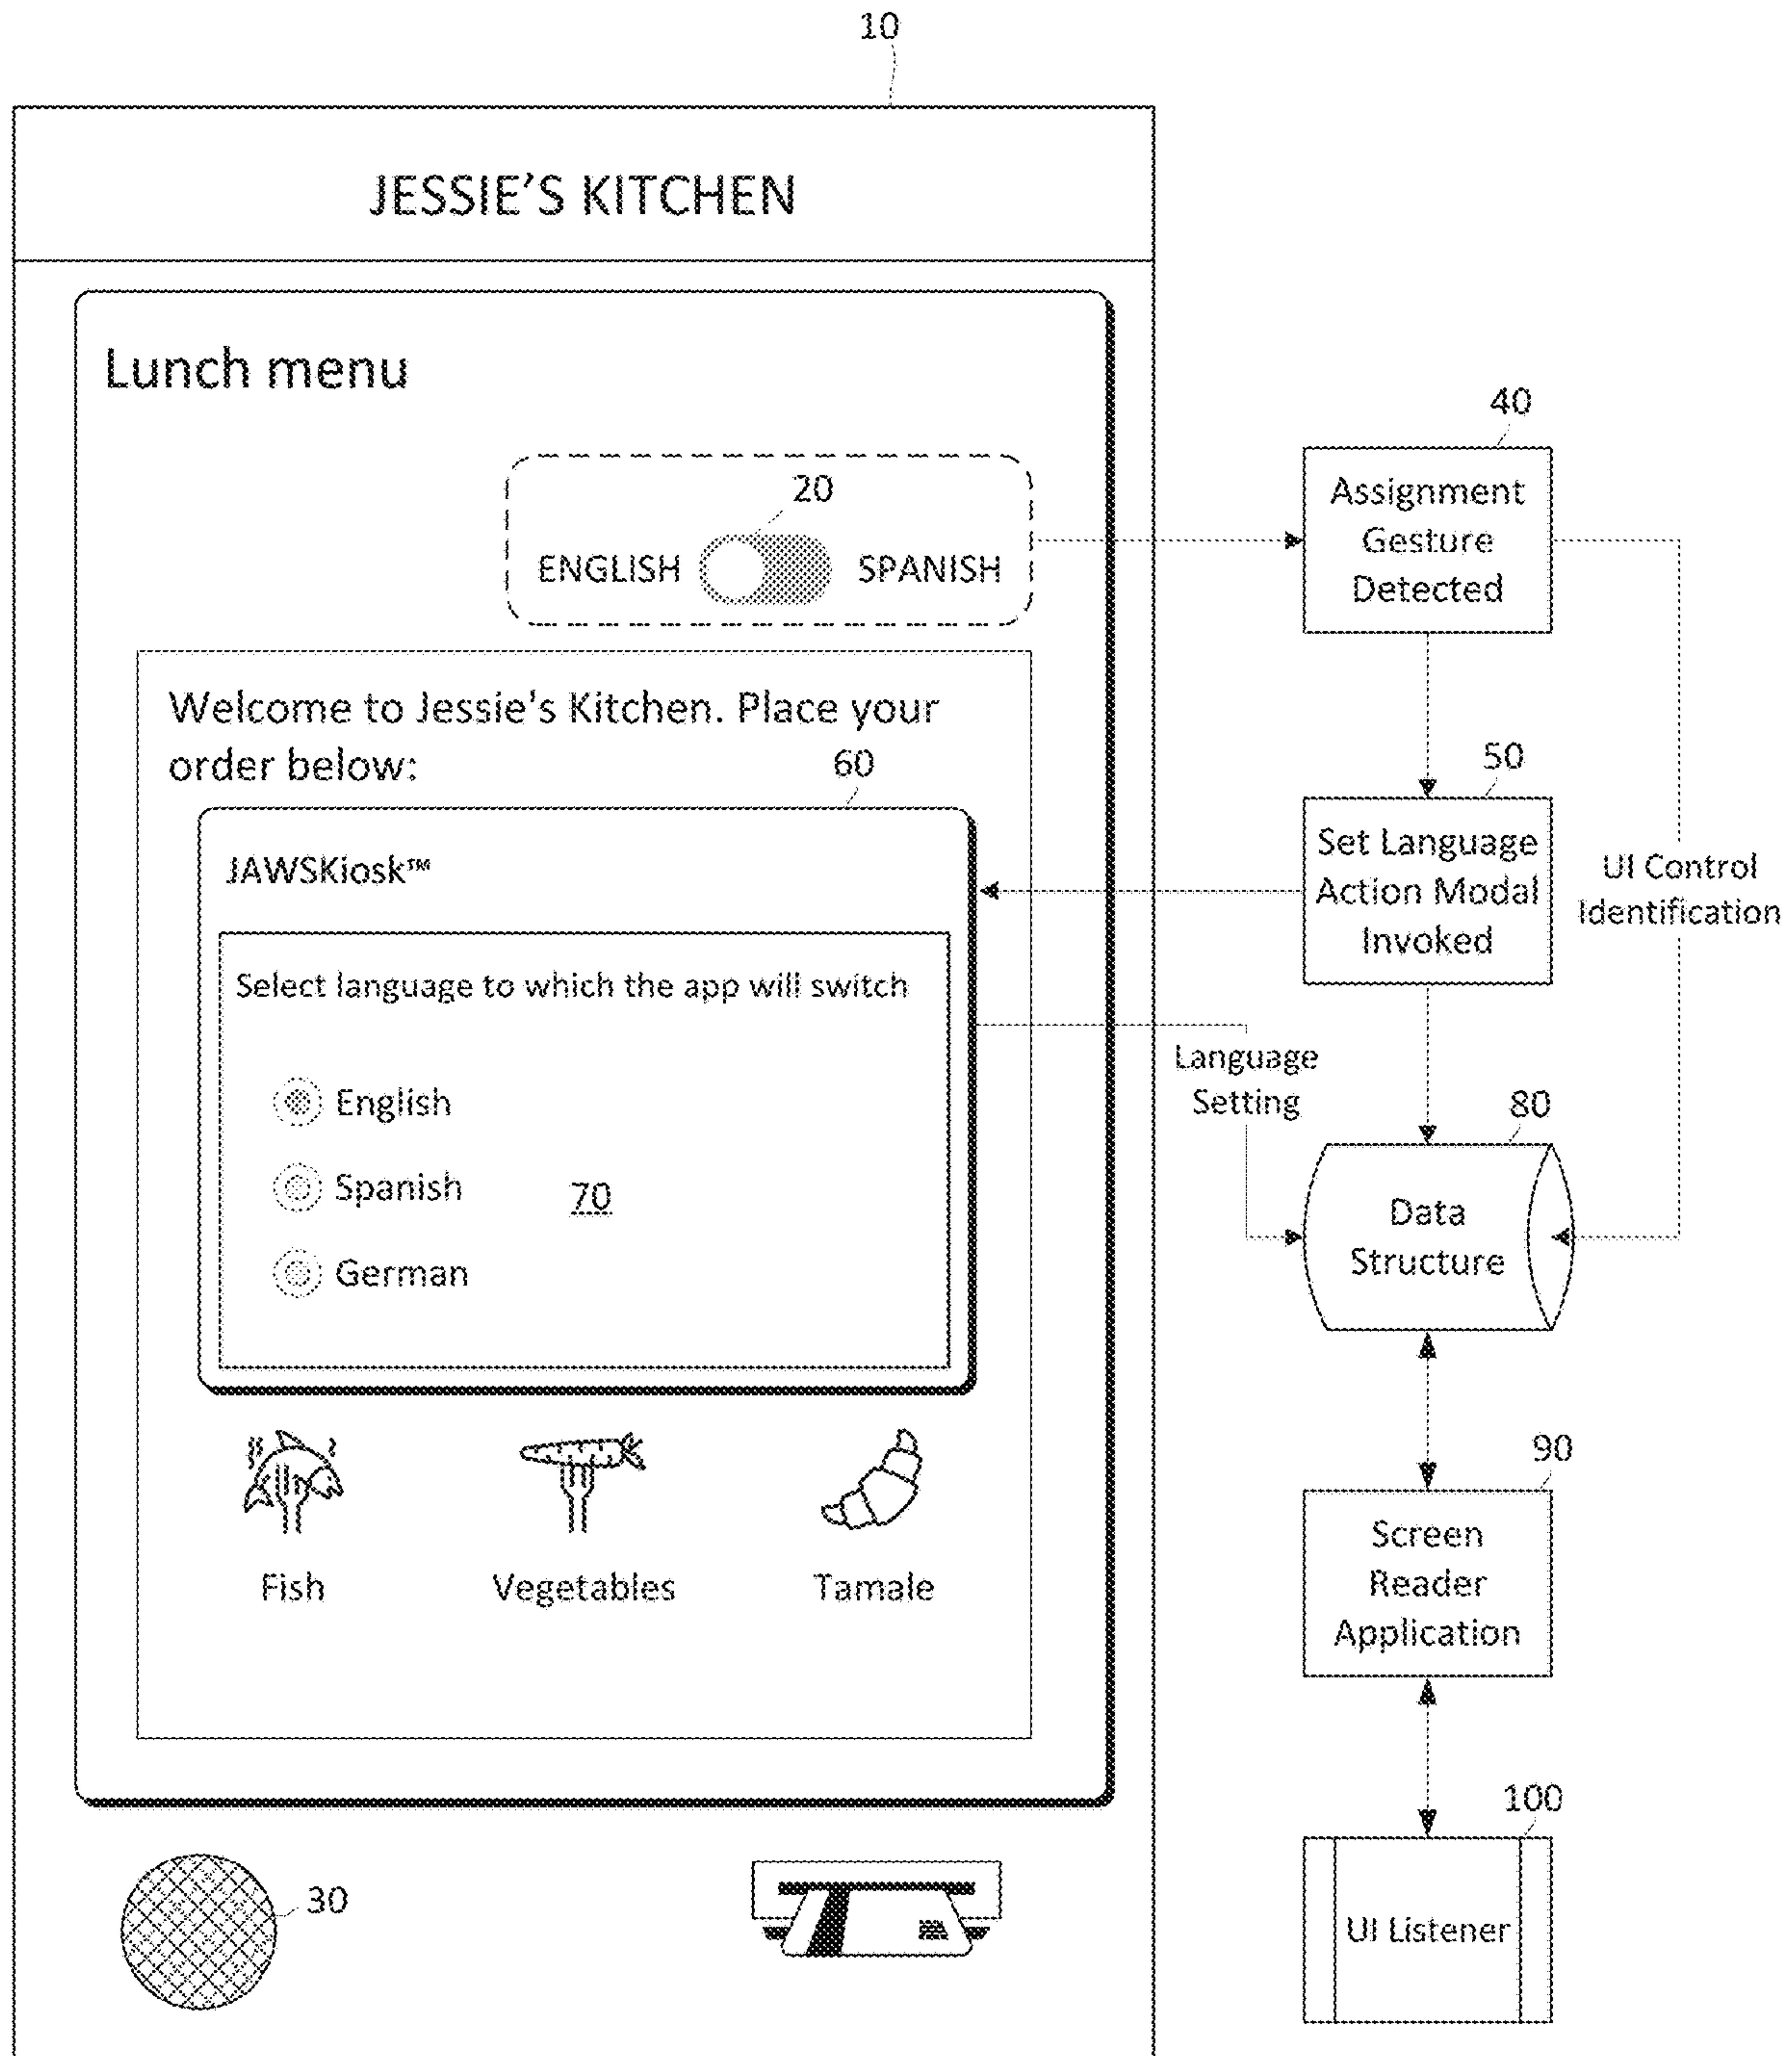 10
JESSIE'S KITCHEN
Lunch menu
20
ENGLISH SPANISH
Welcome to Jessie's Kitchen. Place your
order below:
60
JAWSKiosk™
Select language to which the app will switch
English
Spanish
70
German
Fish Vegetables Tamale
30
40
Assignment
Gesture
Detected
50
Set Language
Action Modal
Invoked
UI Control
Identification
Language
Setting
80
Data
Structure
90
Screen
Reader
Application
100
UI Listener